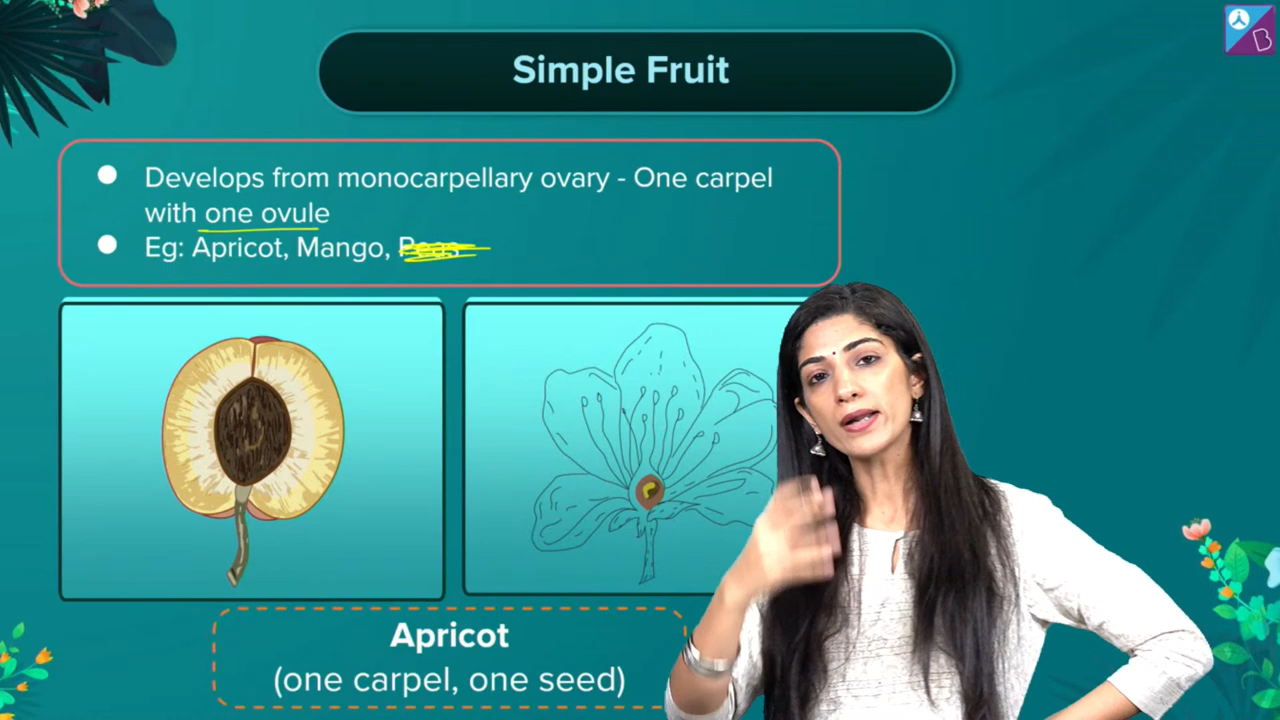 Simple Fruit
Develops from monocarpellary ovary - One carpel
with one ovule
Eg: Apricot, Mango, Peas
Apricot
(one carpel, one seed)
B